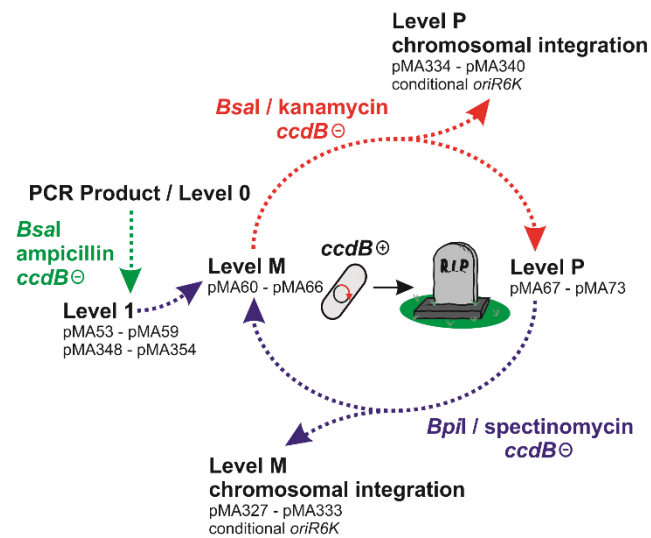 Level P
chromosomal integration
pMA334 - pMA340
conditional oriR6K
BsaI / kanamycin
ccdB⊖
PCR Product / Level 0
BsaI
ampicillin
ccdB⊖
Level 1
pMA53 - pMA59
pMA348 - pMA354
Level M
pMA60 - pMA66
ccdB⊕
R.I.P.
Level P
pMA67 - pMA73
BpiI / spectinomycin
ccdB⊖
Level M
chromosomal integration
pMA327 - pMA333
conditional oriR6K